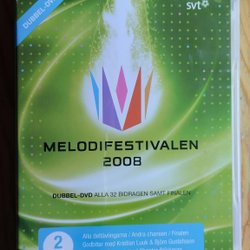 DUBBEL-DVD
svt
MELODIFESTIVALEN
2008
DUBBEL-DVD ALLA 32 BIDRAGEN SAMT FINALEN
2
Alla deltävlingarna / Andra chansen / Finalen
Godbitar med Kristian Luuk & Björn Gustafsson